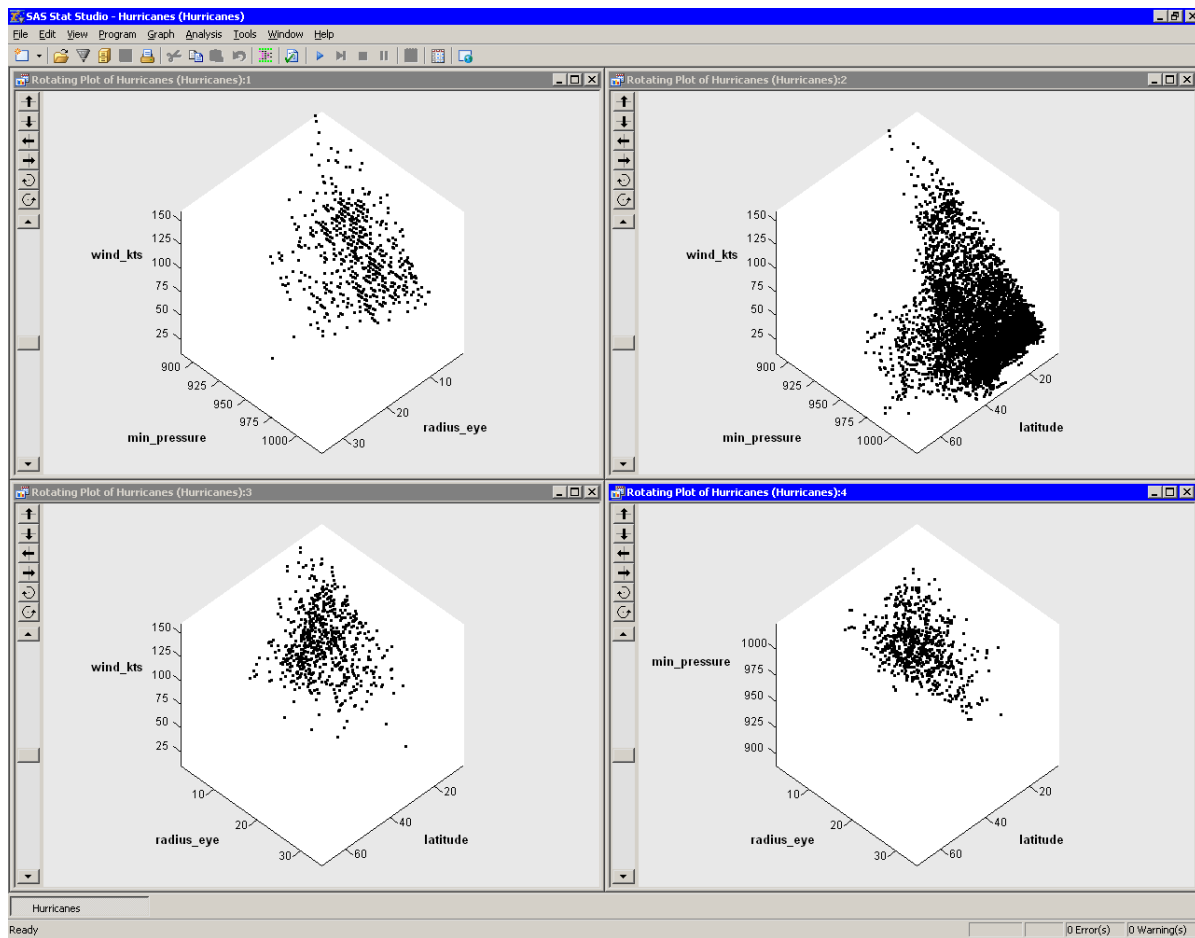 SAS Stat Studio - Hurricanes (Hurricanes)
File Edit View Program Graph Analysis Tools Window Help
Rotating Plot of Hurricanes (Hurricanes):1
wind_kts
150
125
100
75
50
25
900
925
950
975
1000
min_pressure
10
20
30
radius_eye
Rotating Plot of Hurricanes (Hurricanes):2
wind_kts
150
125
100
75
50
25
900
925
950
975
1000
min_pressure
20
40
60
latitude
Rotating Plot of Hurricanes (Hurricanes):3
wind_kts
150
125
100
75
50
25
10
20
30
radius_eye
20
40
60
latitude
Rotating Plot of Hurricanes (Hurricanes):4
min_pressure
1000
975
950
925
900
10
20
30
radius_eye
20
40
60
latitude
Hurricanes
Ready 0 Error(s) 0 Warning(s)